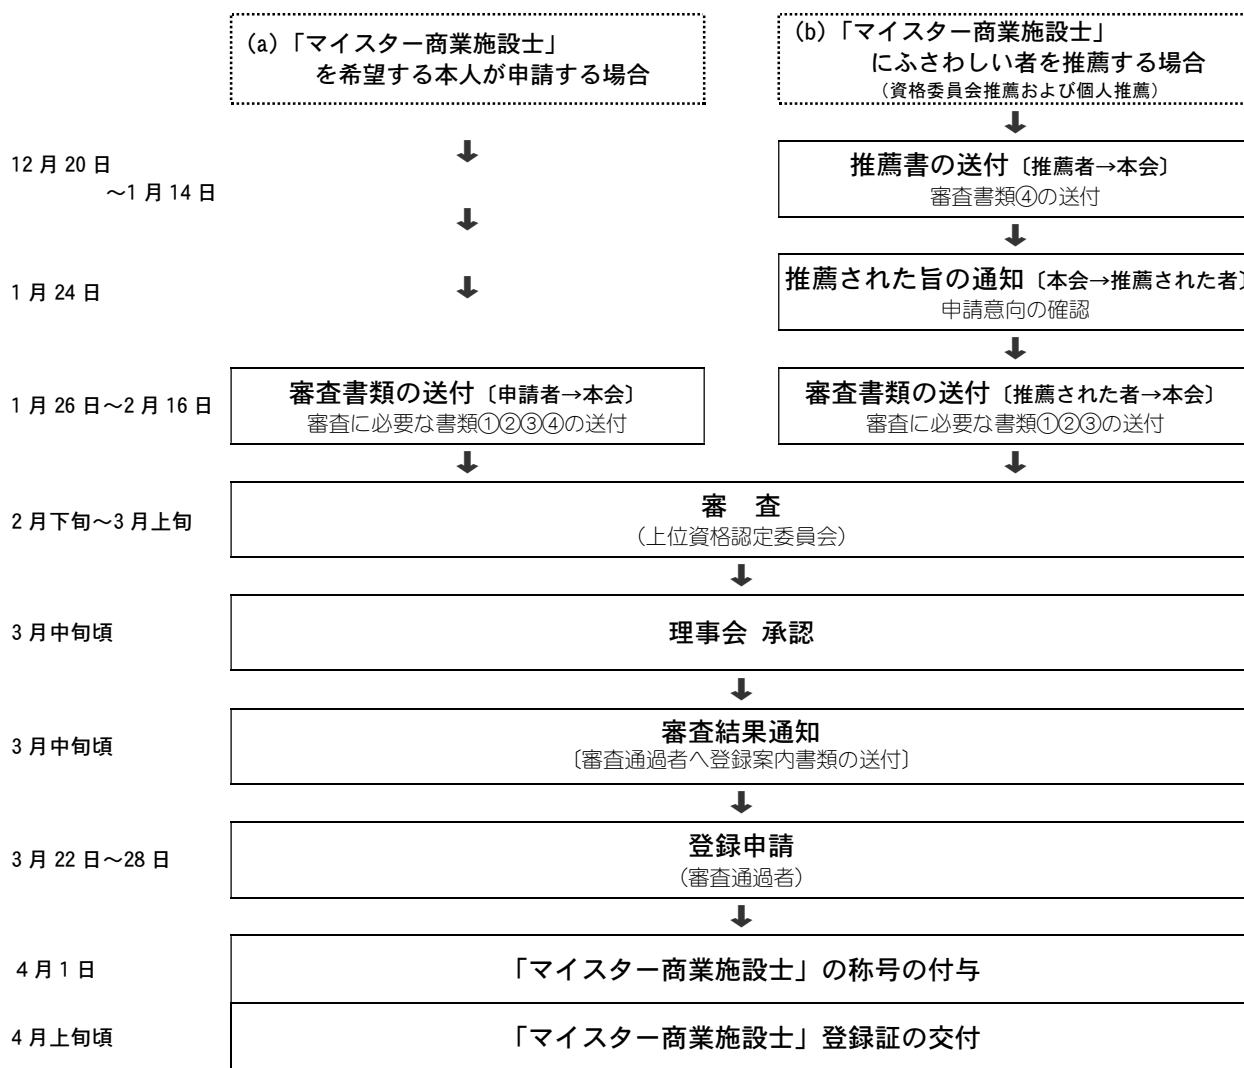 (a)「マイスター商業施設士」
を希望する本人が申請する場合
(b)「マイスター商業施設士」
にふさわしい者を推薦する場合
(資格委員会推薦および個人推薦)
12月20日
～1月14日
推薦書の送付〔推薦者→本会〕
審査書類④の送付
1月24日
推薦された旨の通知〔本会→推薦された者〕
申請意向の確認
1月26日～2月16日
審査書類の送付〔申請者→本会〕
審査に必要な書類①②③④の送付
審査書類の送付〔推薦された者→本会〕
審査に必要な書類①②③の送付
2月下旬～3月上旬
審　査
(上位資格認定委員会)
3月中旬頃
理事会 承認
3月中旬頃
審査結果通知
〔審査通過者へ登録案内書類の送付〕
3月22日～28日
登録申請
(審査通過者)
4月1日
「マイスター商業施設士」の称号の付与
4月上旬頃
「マイスター商業施設士」登録証の交付